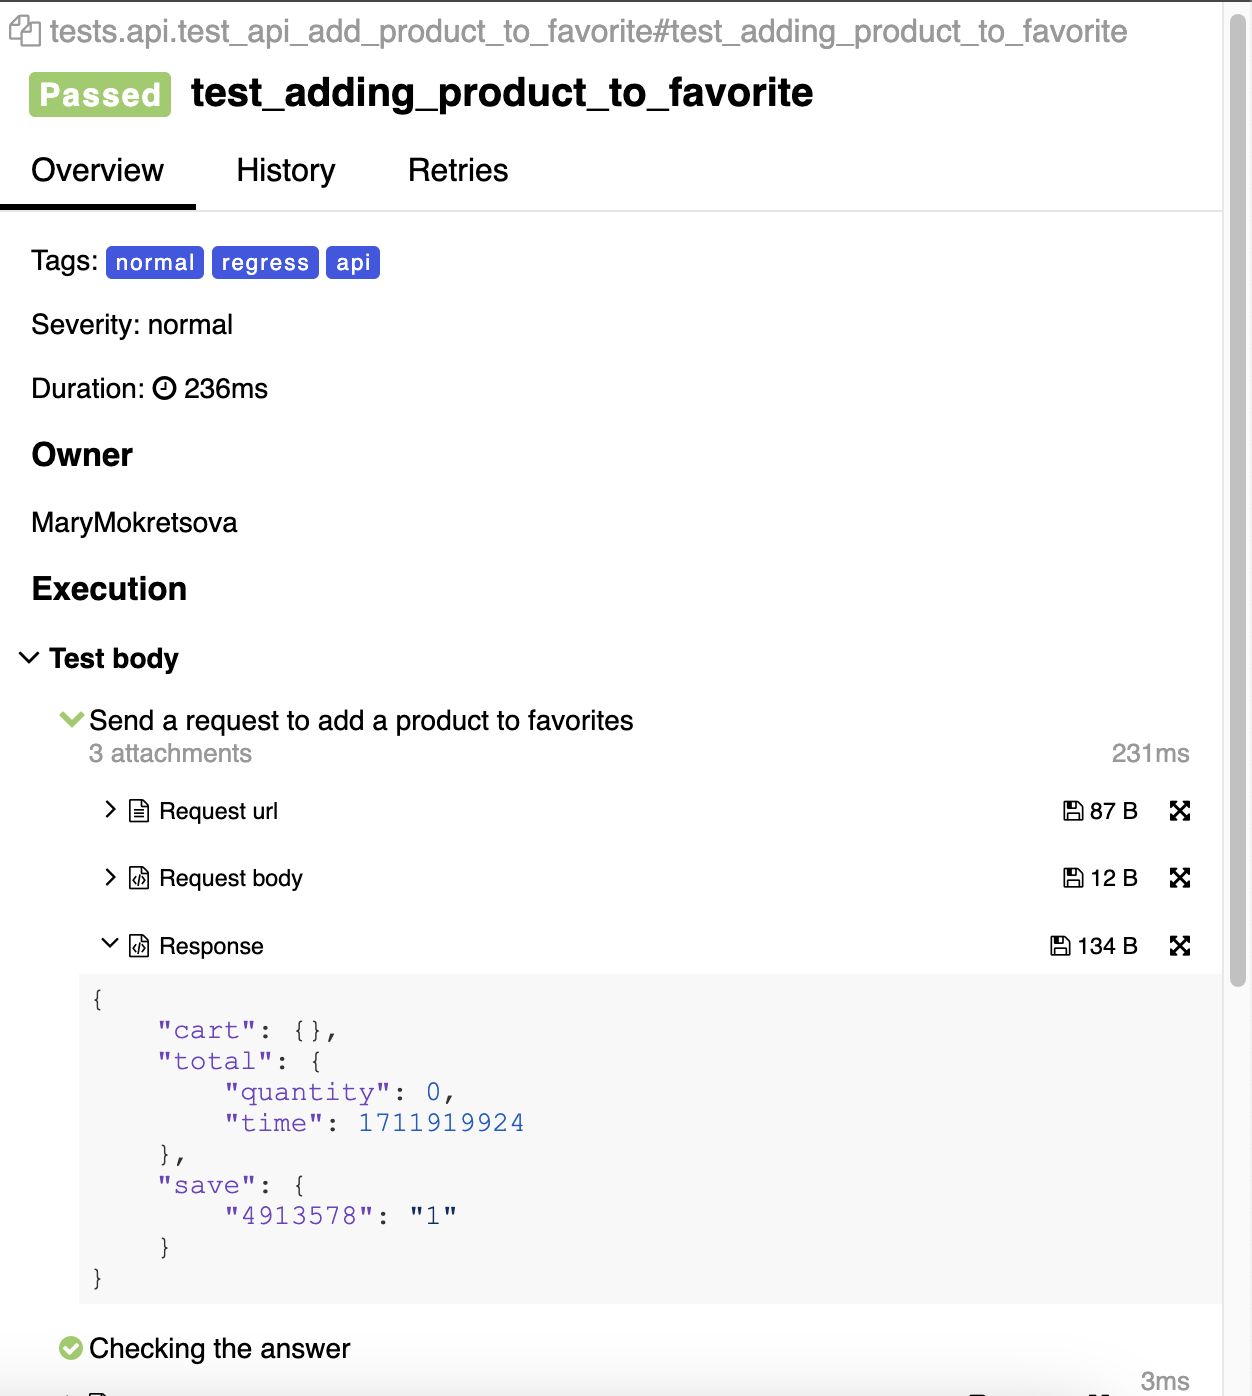 tests.api.test_api_add_product_to_favorite#test_adding_product_to_favorite
Passed test_adding_product_to_favorite
Overview History Retries
Tags: normal regress api
Severity: normal
Duration: 236ms
Owner
MaryMokretsova
Execution
Test body
Send a request to add a product to favorites
3 attachments 231ms
Request url 87 B
Request body 12 B
Response 134 B
{
    "cart": {},
    "total": {
        "quantity": 0,
        "time": 1711919924
    },
    "save": {
        "4913578": "1"
    }
}
Checking the answer
3ms